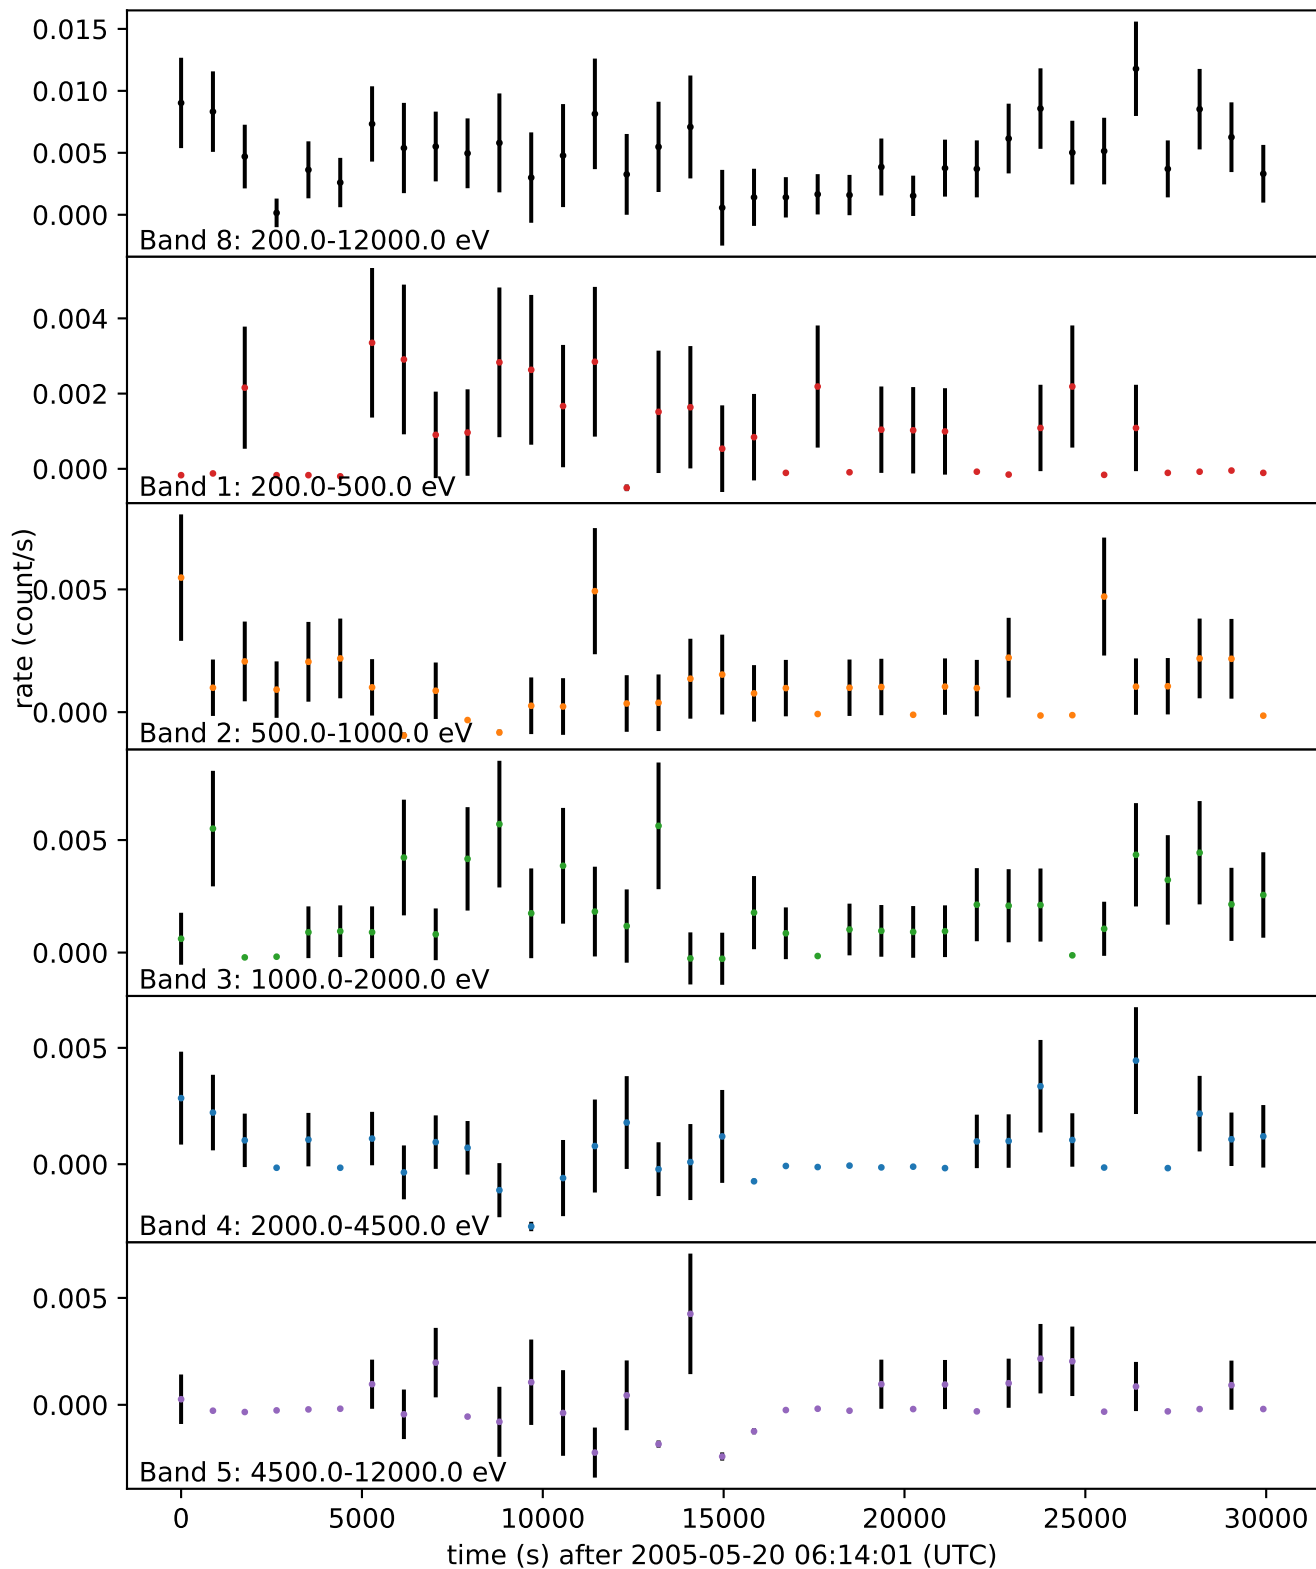 0.015
0.010
0.005
0.000
Band 8: 200.0-12000.0 eV
0.004
0.002
0.000
Band 1: 200.0-500.0 eV
rate (count/s)
0.005
0.000
Band 2: 500.0-1000.0 eV
0.005
0.000
Band 3: 1000.0-2000.0 eV
0.005
0.000
Band 4: 2000.0-4500.0 eV
0.005
0.000
Band 5: 4500.0-12000.0 eV
0 5000 10000 15000 20000 25000 30000
time (s) after 2005-05-20 06:14:01 (UTC)